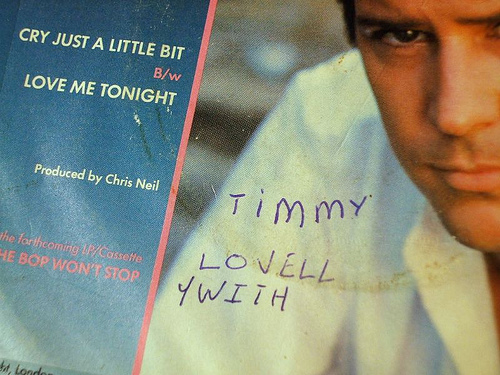 CRY JUST A LITTLE BIT
B/w
LOVE ME TONIGHT
Produced by Chris Neil
the forthcoming LP/Cassette
HE BOP WON'T STOP
TiMMY
LOVELL
YWITH